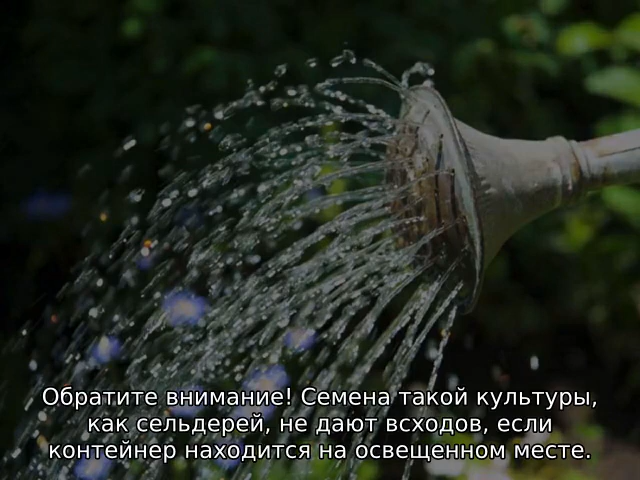 Обратите внимание! Семена такой культуры,
как сельдерей, не дают всходов, если
контейнер находится на освещенном месте.